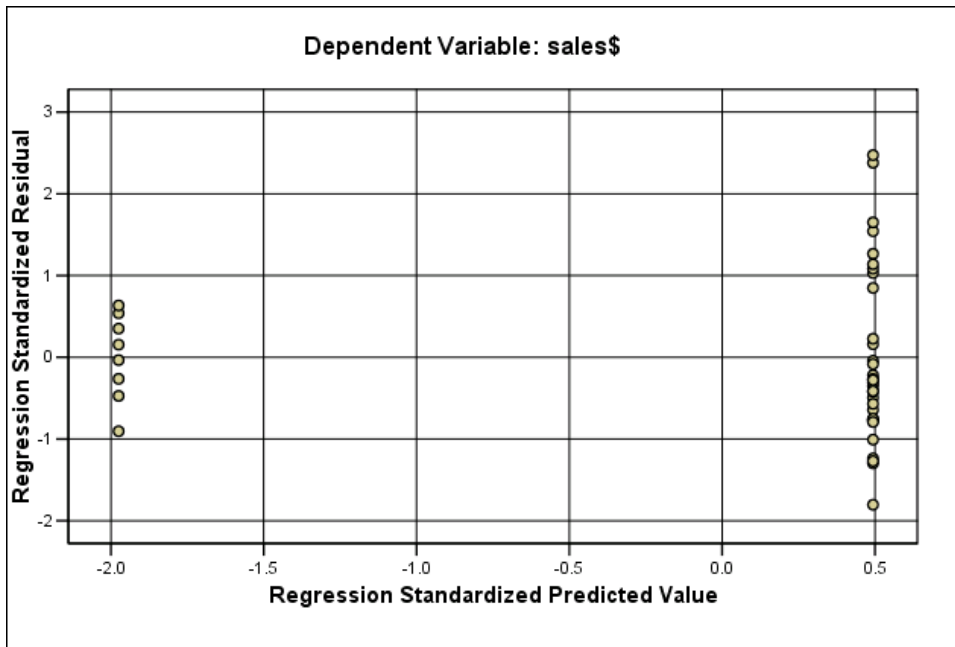 Dependent Variable: sales$
Regression Standardized Residual
3
2
1
0
-1
-2
-2.0 -1.5 -1.0 -0.5 0.0 0.5
Regression Standardized Predicted Value